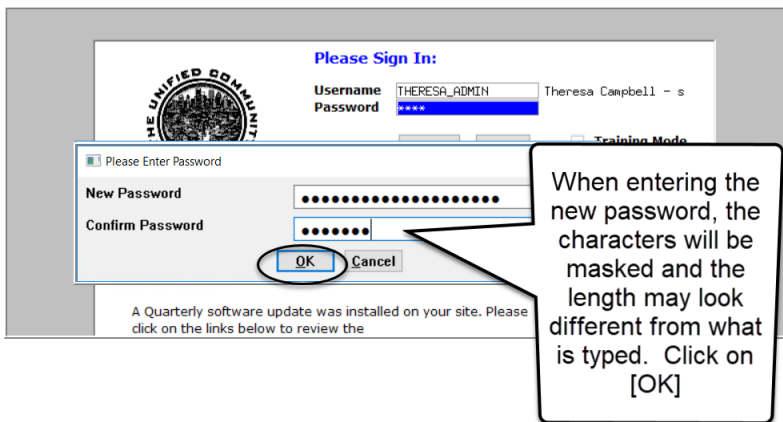 Please Sign In:
THE UNIFIED COMMUNIT
Username THERESA_ADMIN Theresa Campbell - s
Password ****
Training Mode
Please Enter Password
New Password ●●●●●●●●●●●●●●●●●●●●
Confirm Password ●●●●●●●
OK Cancel
When entering the
new password, the
characters will be
masked and the
length may look
different from what
is typed. Click on
[OK]
A Quarterly software update was installed on your site. Please
click on the links below to review the